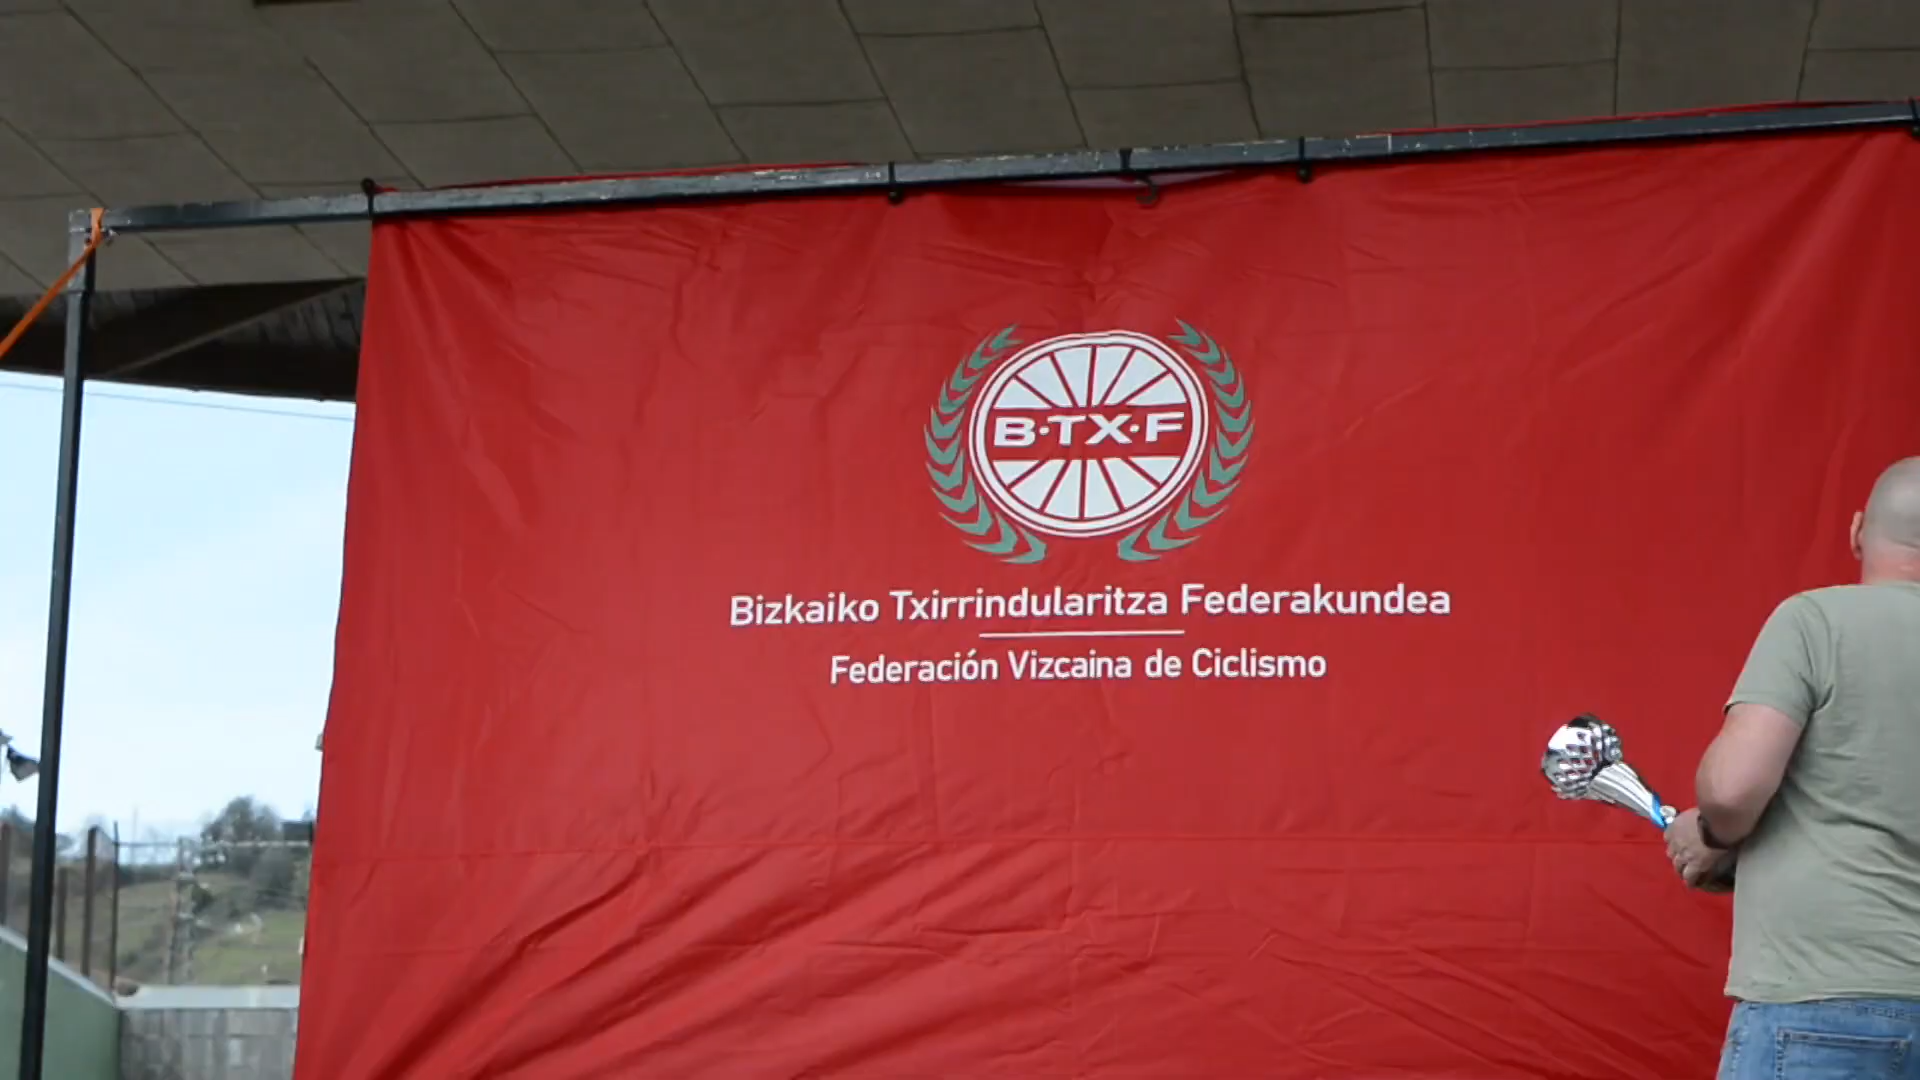 B·TX·F
Bizkaiko Txirrindularitza Federakundea
Federación Vizcaina de Ciclismo